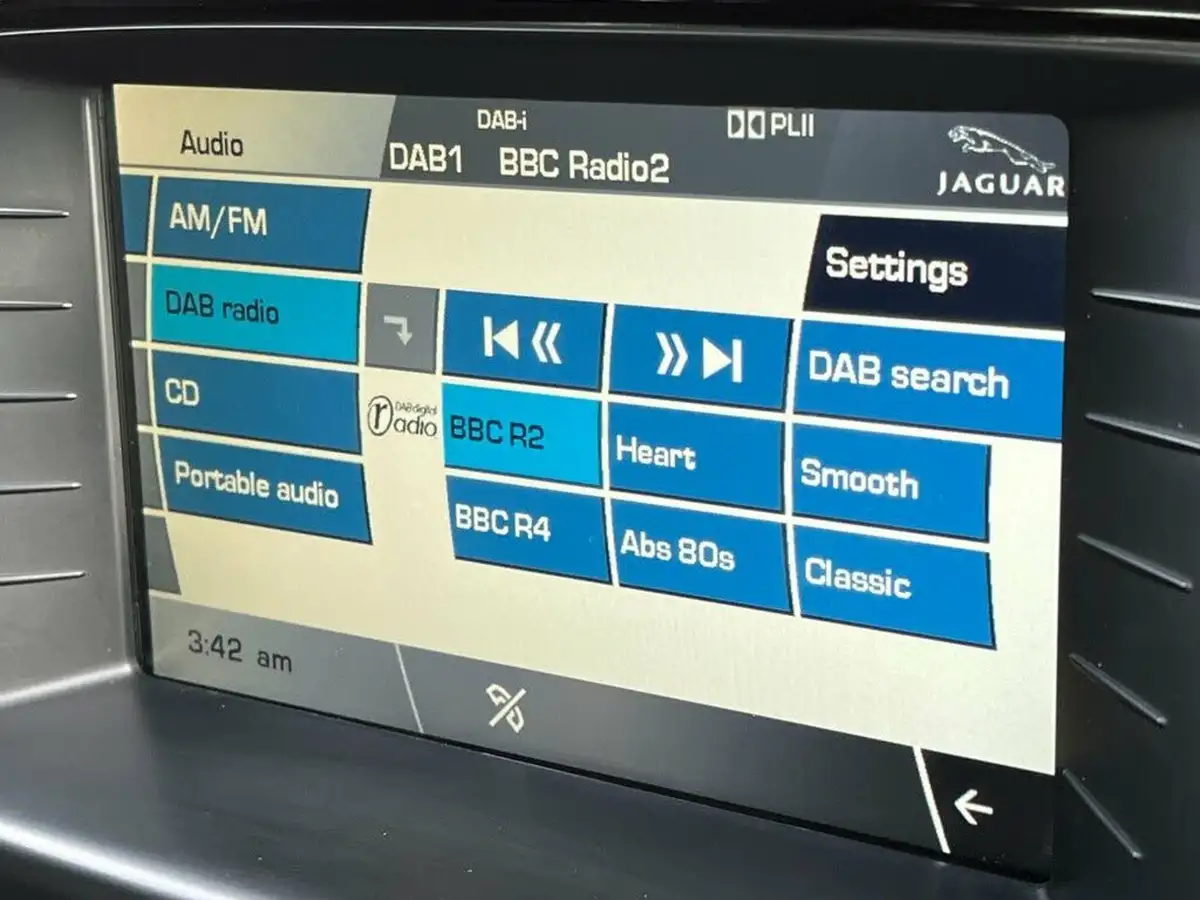 Audio
DAB-i
PLII
DAB1 BBC Radio2
JAGUAR
AM/FM
Settings
DAB radio
DAB search
CD
DAB digital
radio
BBC R2
Heart
Smooth
Portable audio
BBC R4
Abs 80s
Classic
3:42 am